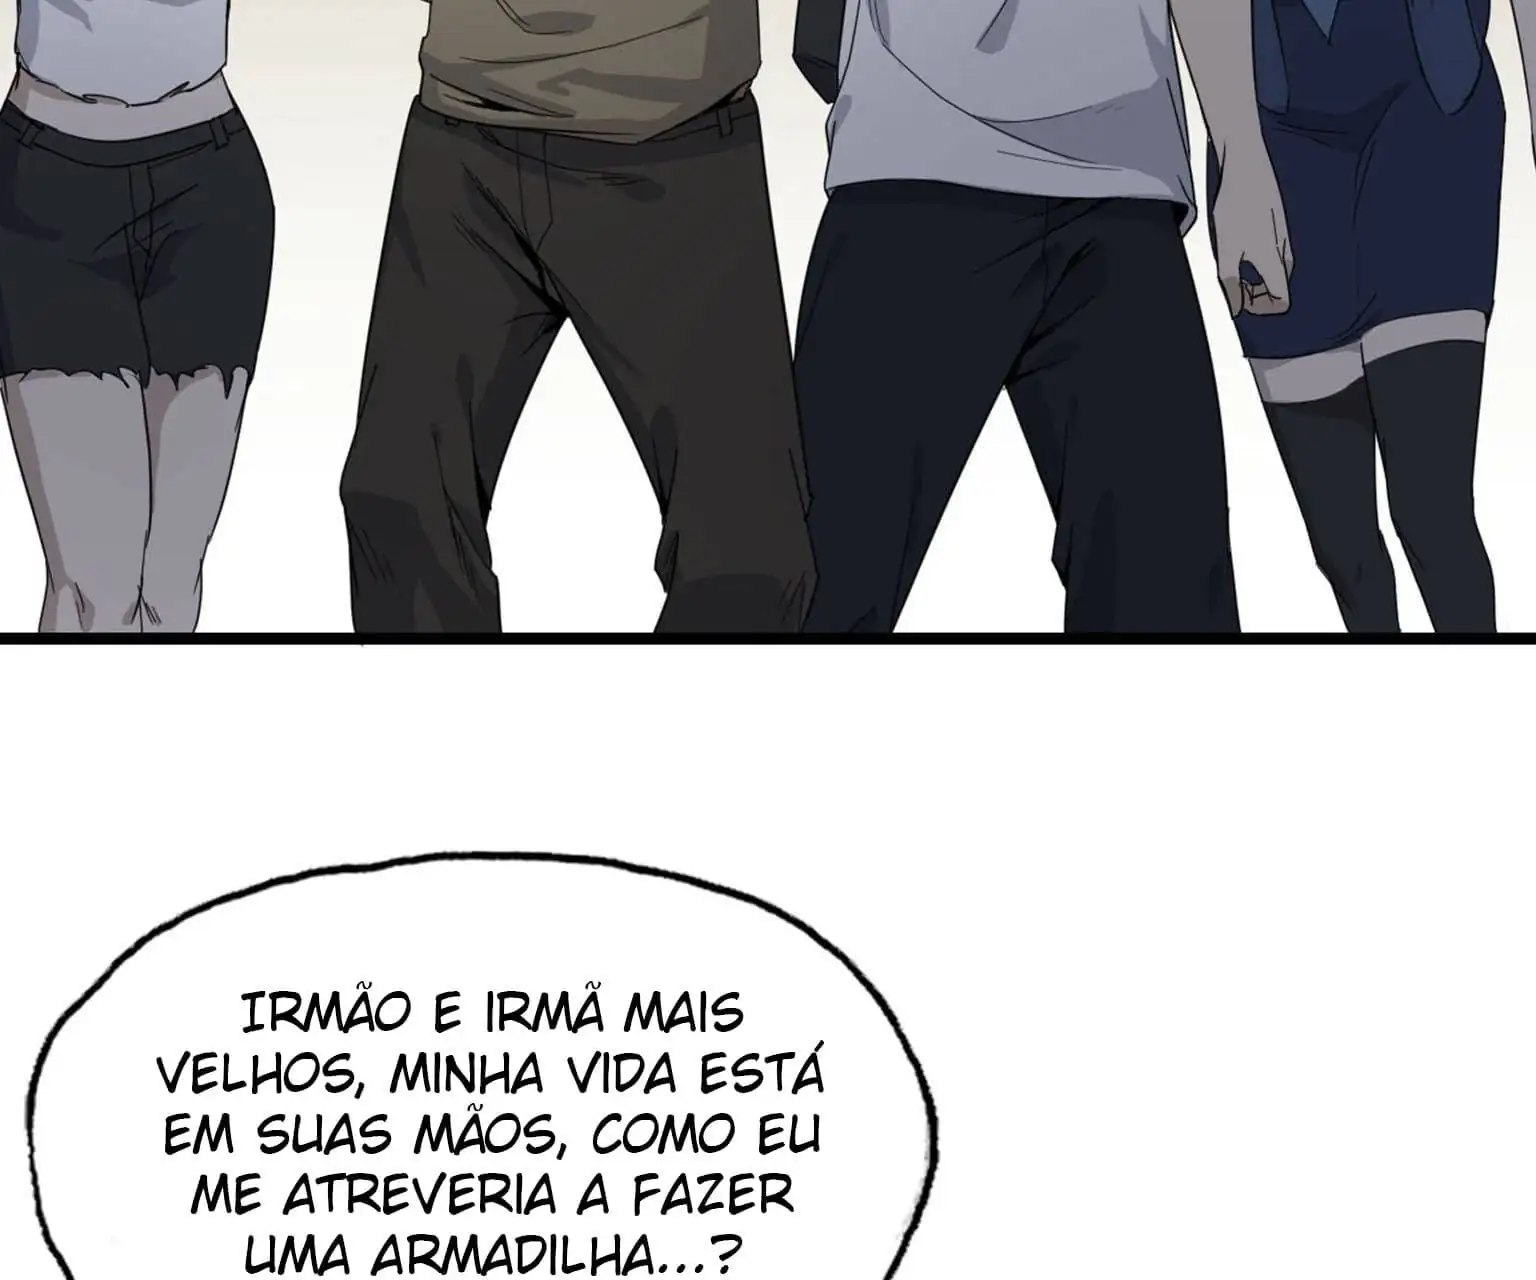 IRMÃO E IRMÃ MAIS
VELHOS, MINHA VIDA ESTÁ
EM SUAS MÃOS, COMO EU
ME ATREVERIA A FAZER
UMA ARMADILHA...?